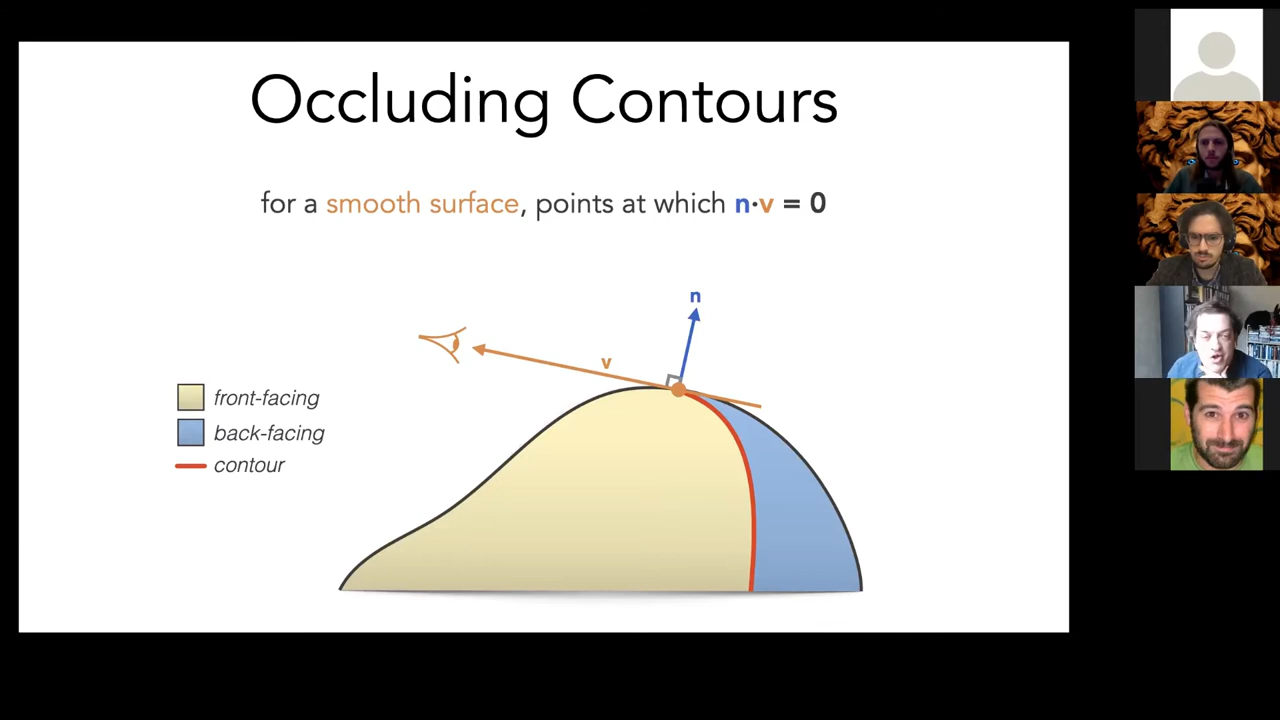 Occluding Contours
for a smooth surface, points at which n·v = 0
n
v
front-facing
back-facing
contour